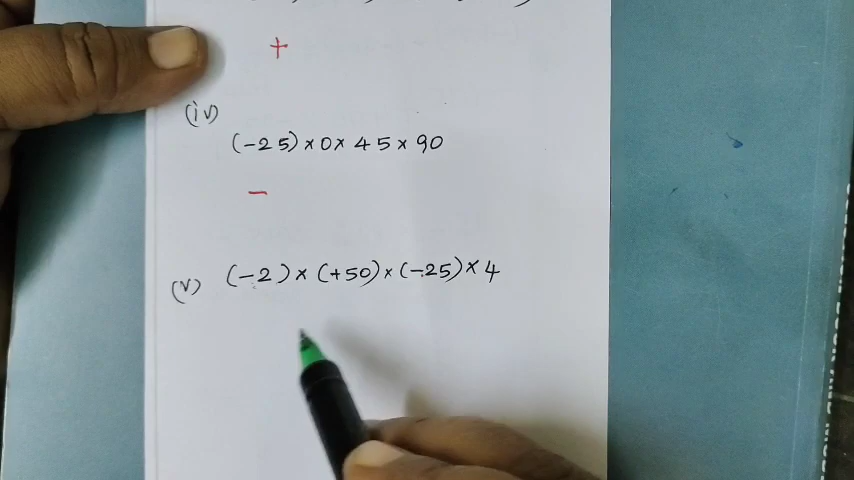 +
(iv)
(-25) × 0 × 45 × 90
-
(v) (-2) × (+50) × (-25) × 4